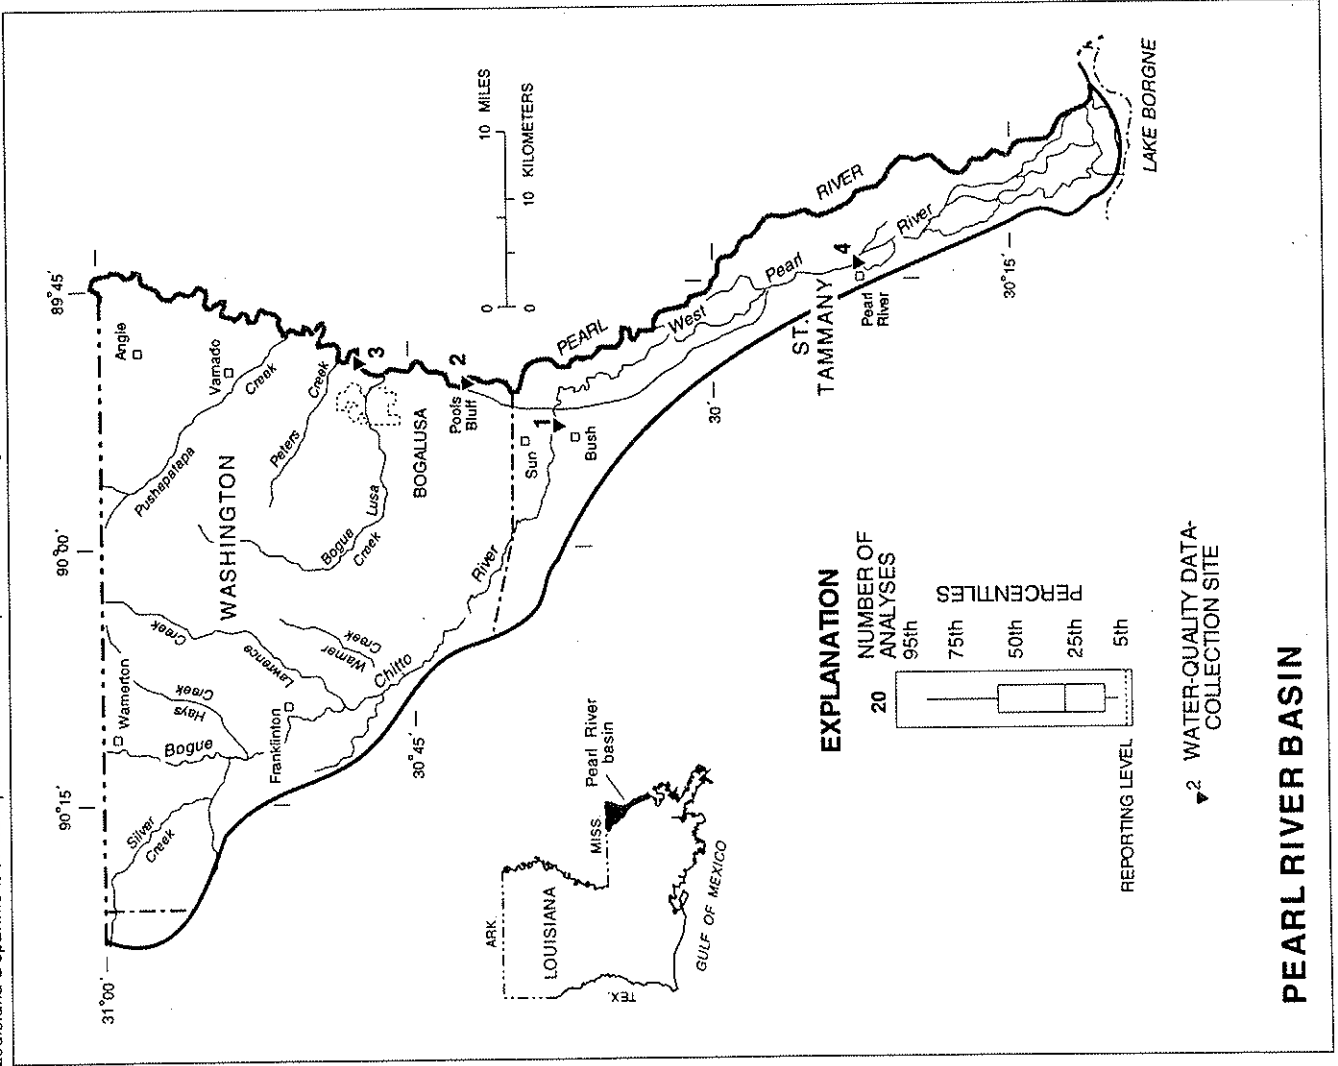 31°00'
90°15'
90°00'
89°45'
Silver
Creek
Wamerton
Hays
Creek
Bogue
Lawrence
Creek
Franklinton
Warner
Creek
Chitto
River
WASHINGTON
Pushapatapa
Creek
Varnado
Angie
Peters
Creek
Bogue
Lusa
Creek
BOGALUSA
3
2
Pools
Bluff
1
Sun
Bush
30°45'
30'
30°15'
PEARL
RIVER
West
Pearl
River
ST.
TAMMANY
Pearl
River
4
LAKE BORGNE
0 10 MILES
0 10 KILOMETERS
ARK.
LOUISIANA
TEX.
MISS.
Pearl River
basin
GULF OF MEXICO
EXPLANATION
20
NUMBER OF
ANALYSES
95th
75th
50th
25th
5th
PERCENTILES
REPORTING LEVEL
2 WATER-QUALITY DATA-
COLLECTION SITE
PEARL RIVER BASIN